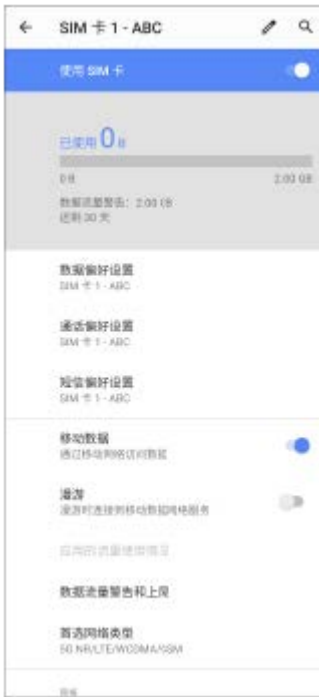 SIM 卡 1 - ABC
使用 SIM 卡
已使用 0 B
0 B 2.00 GB
数据流量警告：2.00 GB
还剩 30 天
数据偏好设置
SIM 卡 1 - ABC
通话偏好设置
SIM 卡 1 - ABC
短信偏好设置
SIM 卡 1 - ABC
移动数据
通过移动网络访问数据
漫游
漫游时连接到移动数据网络服务
应用的流量使用情况
数据流量警告和上限
首选网络类型
5G NR/LTE/WCDMA/GSM